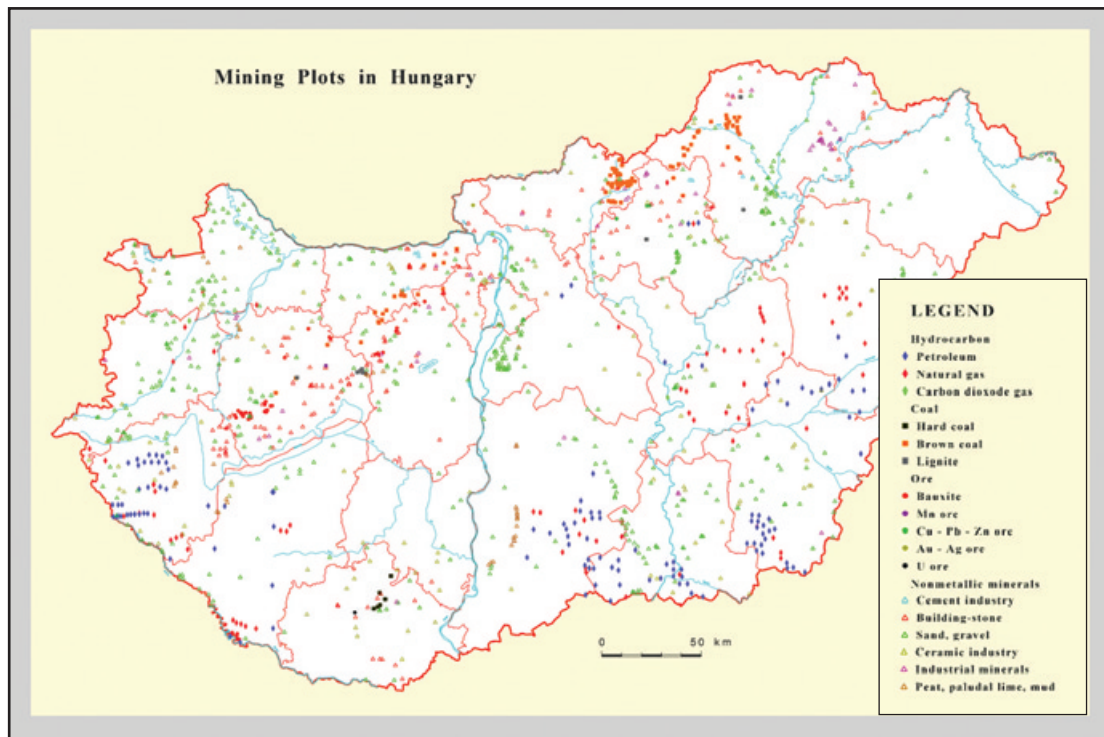 Mining Plots in Hungary
LEGEND
Hydrocarbon
Petroleum
Natural gas
Carbon dioxode gas
Coal
Hard coal
Brown coal
Lignite
Ore
Bauxite
Mn ore
Cu - Pb - Zn ore
Au - Ag ore
U ore
Nonmetallic minerals
Cement industry
Building-stone
Sand, gravel
Ceramic industry
Industrial minerals
Peat, paludal lime, mud
0 50 km